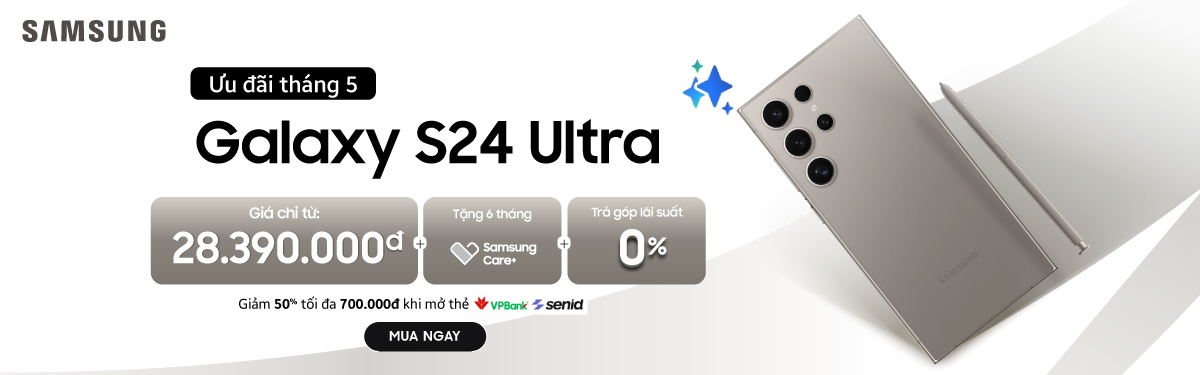 SAMSUNG
Ưu đãi tháng 5
Galaxy S24 Ultra
Giá chỉ từ:
28.390.000đ
+
Tặng 6 tháng
Samsung
Care+
+
Trả góp lãi suất
0%
Giảm 50% tối đa 700.000đ khi mở thẻ VPBank senid
MUA NGAY
SAMSUNG